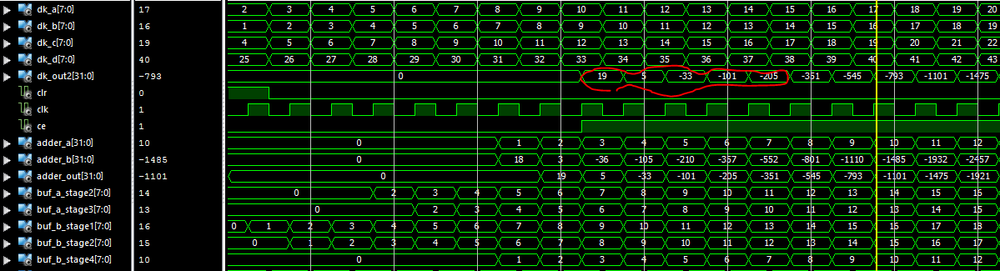 dk_a[7:0] 17 2 3 4 5 6 7 8 9 10 11 12 13 14 15 16 17 18 19 20
dk_b[7:0] 16 1 2 3 4 5 6 7 8 9 10 11 12 13 14 15 16 17 18 19
dk_c[7:0] 19 4 5 6 7 8 9 10 11 12 13 14 15 16 17 18 19 20 21 22
dk_d[7:0] 40 25 26 27 28 29 30 31 32 33 34 35 36 37 38 39 40 41 42 43
dk_out2[31:0] -793 0 19 5 -33 -101 -205 -351 -545 -793 -1101 -1475
clr 0
clk 1
ce 1
adder_a[31:0] 10 0 1 2 3 4 5 6 7 8 9 10 11 12
adder_b[31:0] -1485 0 18 3 -36 -105 -210 -357 -552 -801 -1110 -1485 -1932 -2457
adder_out[31:0] -1101 0 19 5 -33 -101 -205 -351 -545 -793 -1101 -1475 -1921
buf_a_stage2[7:0] 14 0 2 3 4 5 6 7 8 9 10 11 12 13 14 15 16
buf_a_stage3[7:0] 13 0 2 3 4 5 6 7 8 9 10 11 12 13 14 15
buf_b_stage1[7:0] 16 0 1 2 3 4 5 6 7 8 9 10 11 12 13 14 15 16 17 18
buf_b_stage2[7:0] 15 0 1 2 3 4 5 6 7 8 9 10 11 12 13 14 15 16 17
buf_b_stage4[7:0] 10 0 1 2 3 4 5 6 7 8 9 10 11 12